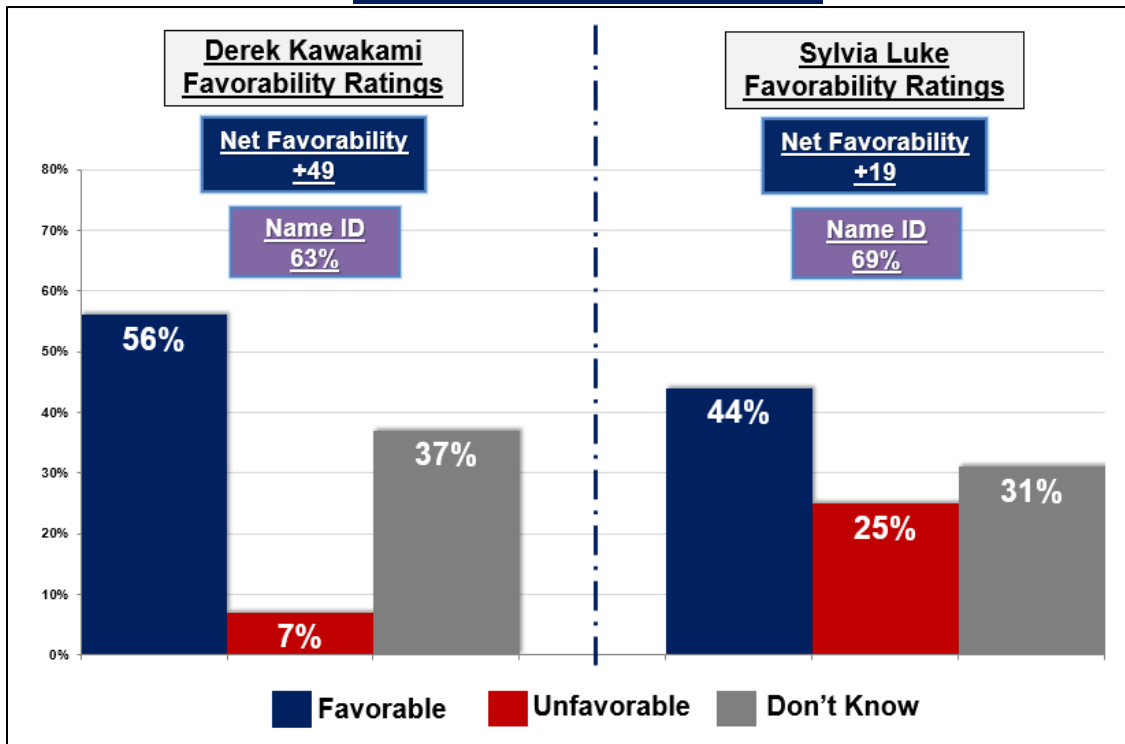 Derek Kawakami
Favorability Ratings
Sylvia Luke
Favorability Ratings
Net Favorability
+49
Net Favorability
+19
Name ID
63%
Name ID
69%
80%
70%
60%
50%
40%
30%
20%
10%
0%
56%
7%
37%
44%
25%
31%
Favorable
Unfavorable
Don't Know